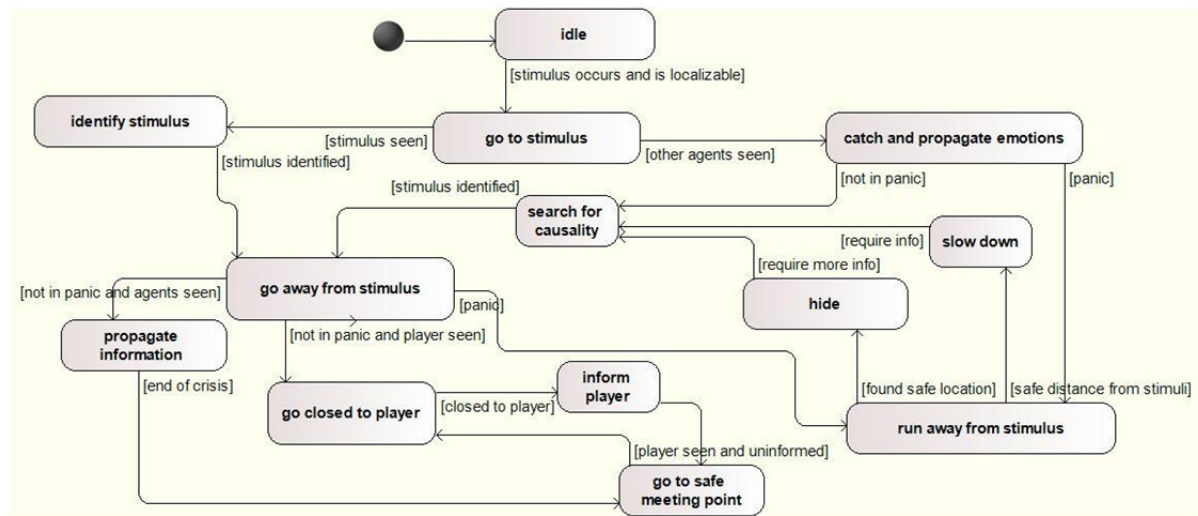 idle
[stimulus occurs and is localizable]
identify stimulus
[stimulus seen]
go to stimulus
[other agents seen]
catch and propagate emotions
[stimulus identified]
[stimulus identified]
[not in panic]
[panic]
search for
causality
[require info]
slow down
[require more info]
[not in panic and agents seen]
go away from stimulus
[panic]
hide
propagate
information
[not in panic and player seen]
[end of crisis]
inform
player
[found safe location]
[safe distance from stimuli]
go closed to player
[closed to player]
run away from stimulus
[player seen and uninformed]
go to safe
meeting point